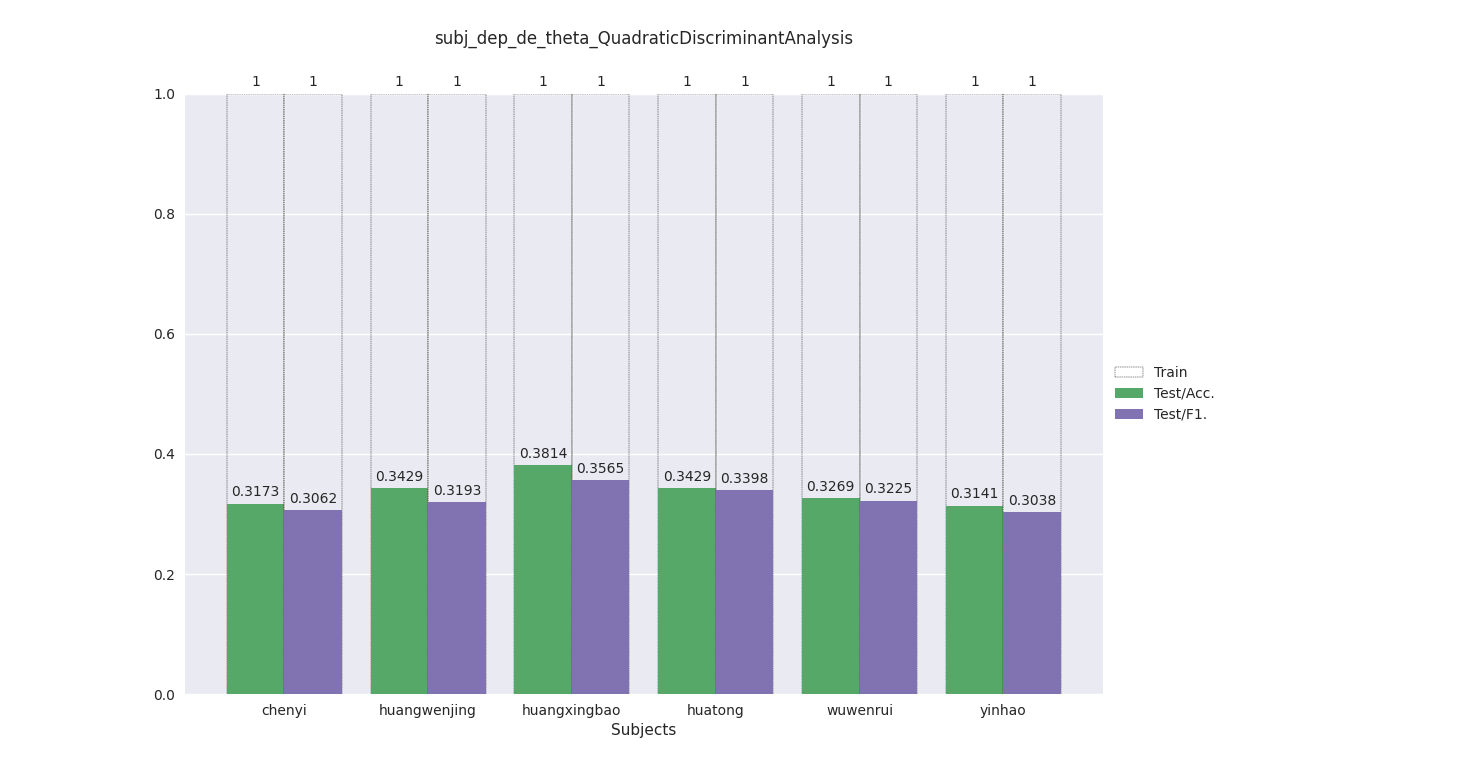 subj_dep_de_theta_QuadraticDiscriminantAnalysis
1 1 1 1 1 1 1 1 1 1 1 1
1.0
0.8
0.6
0.4
0.2
0.0
0.3173 0.3062 0.3429 0.3193 0.3814 0.3565 0.3429 0.3398 0.3269 0.3225 0.3141 0.3038
Train
Test/Acc.
Test/F1.
chenyi huangwenjing huangxingbao huatong wuwenrui yinhao
Subjects